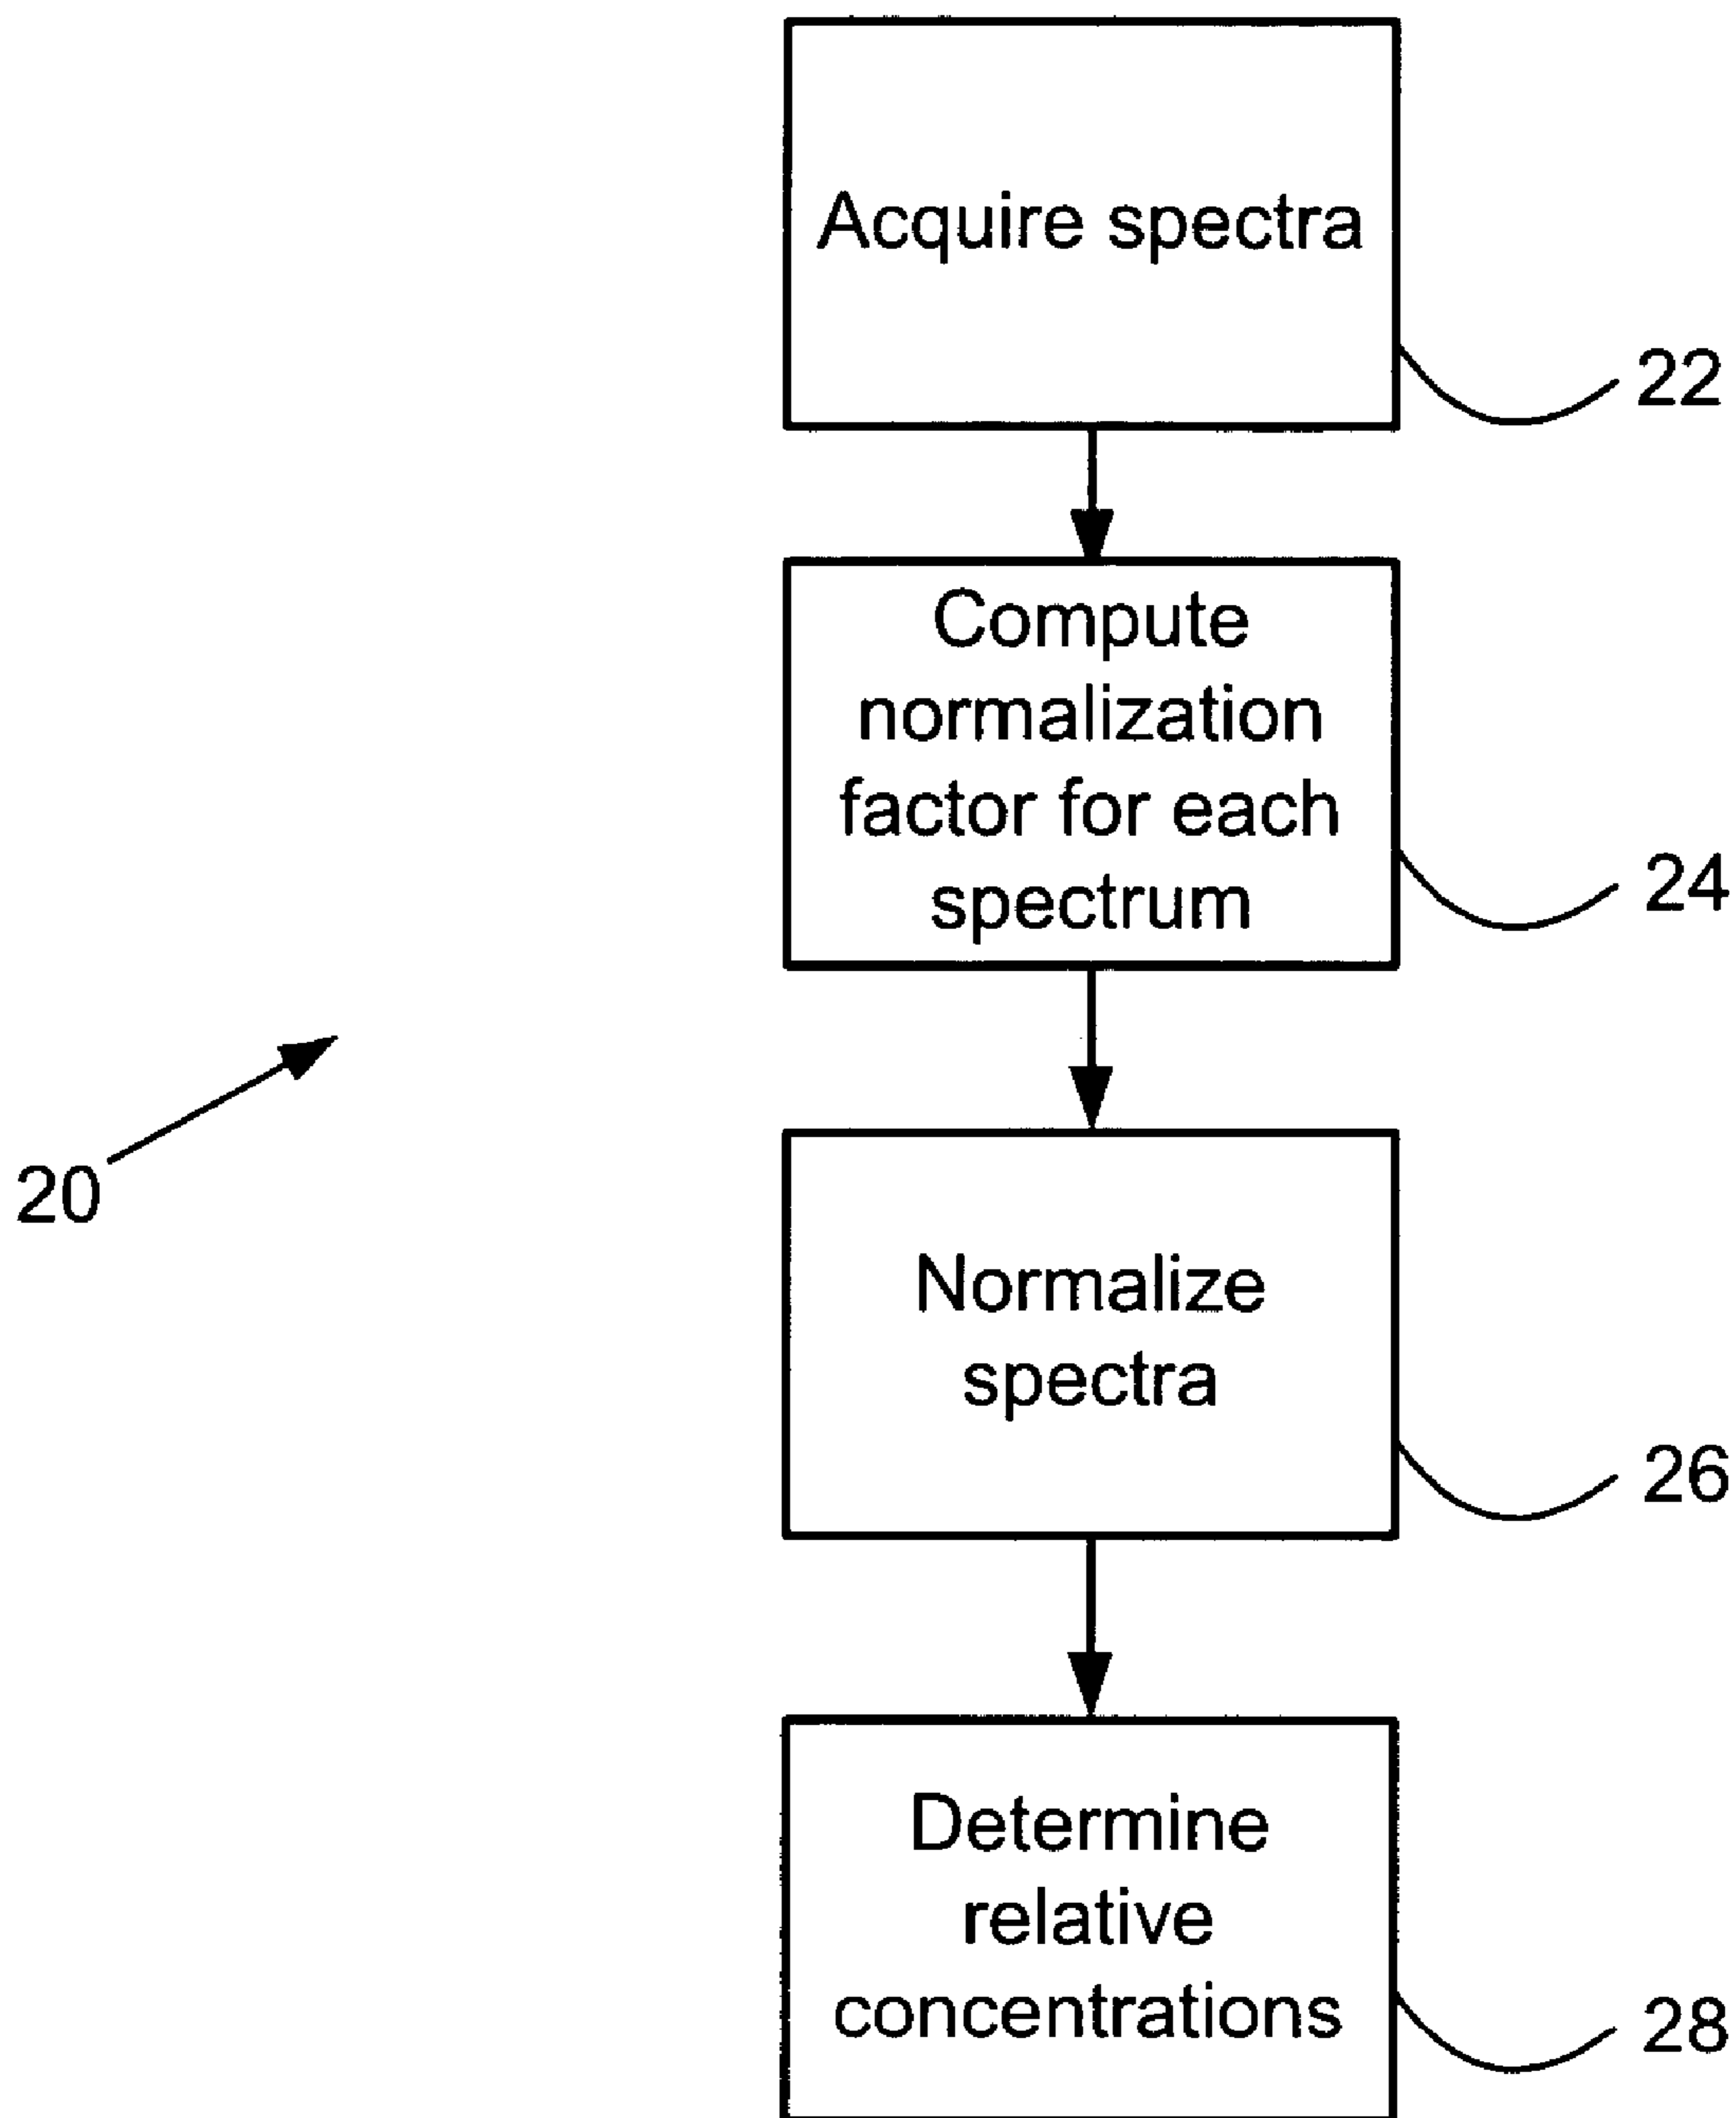 Acquire spectra
22
Compute
normalization
factor for each
spectrum
24
20
Normalize
spectra
26
Determine
relative
concentrations
28